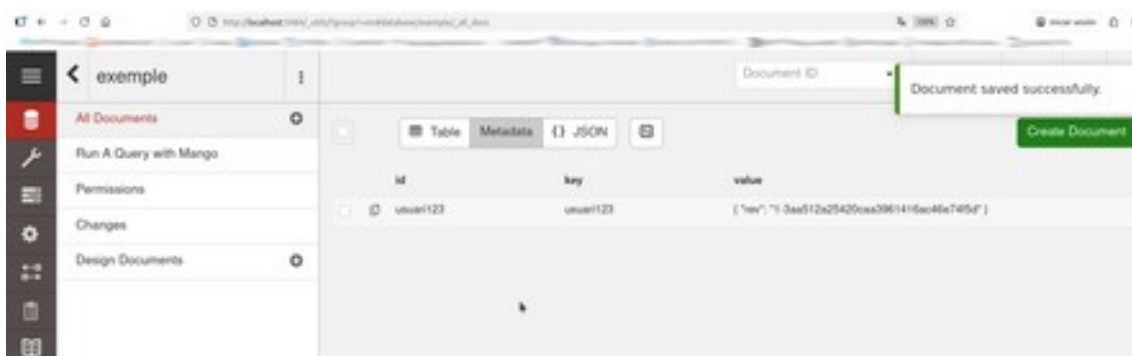 exemple
Document ID
Document saved successfully.
All Documents
Run A Query with Mango
Permissions
Changes
Design Documents
Table
Metadata
{} JSON
Create Document
id
key
value
usuari123
usuari123